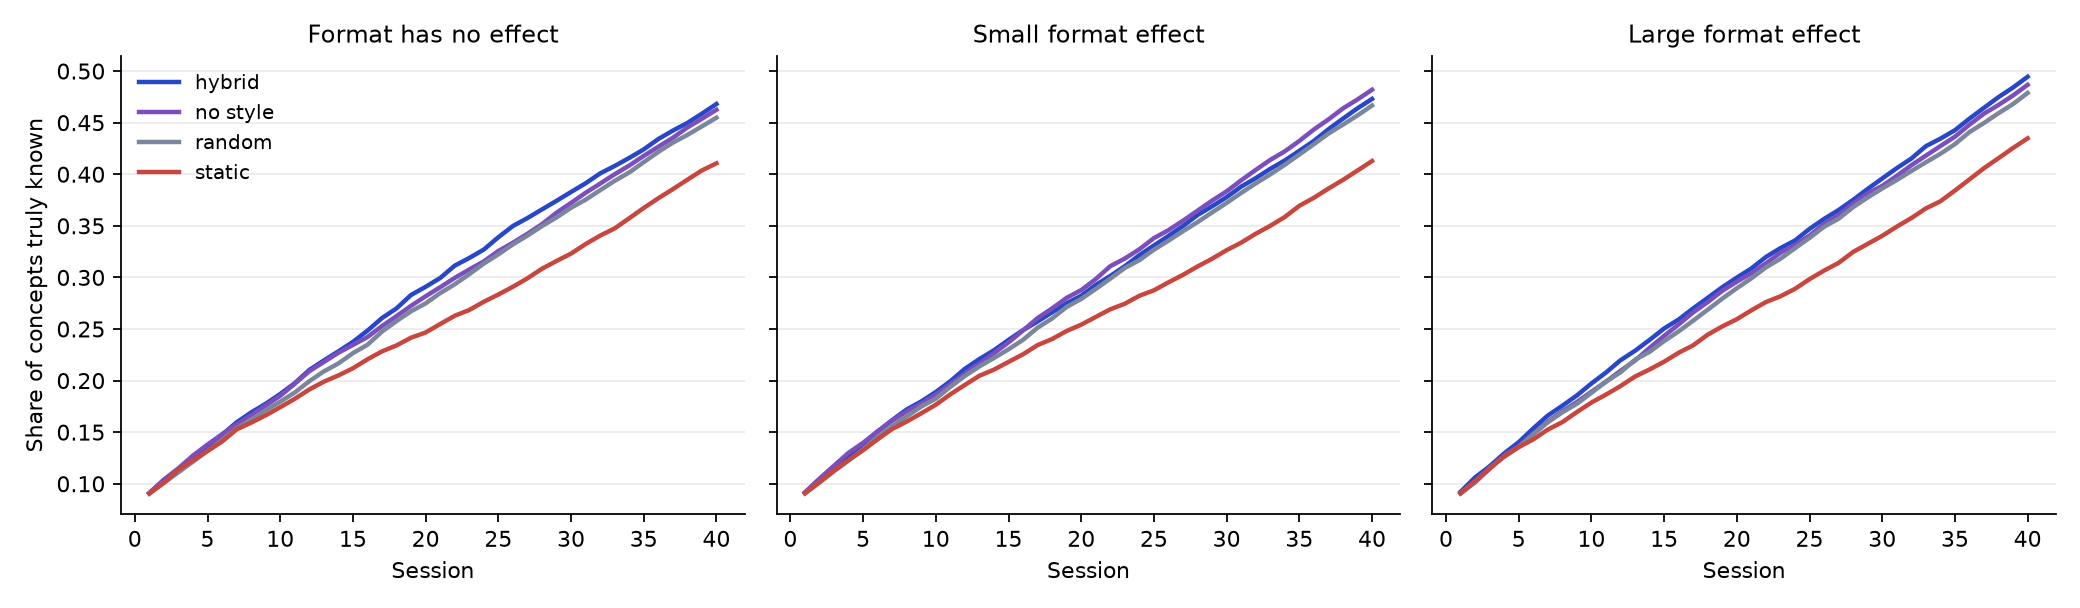 Format has no effect
Small format effect
Large format effect
Share of concepts truly known
0.50
0.45
0.40
0.35
0.30
0.25
0.20
0.15
0.10
hybrid
no style
random
static
0 5 10 15 20 25 30 35 40
0 5 10 15 20 25 30 35 40
0 5 10 15 20 25 30 35 40
Session
Session
Session